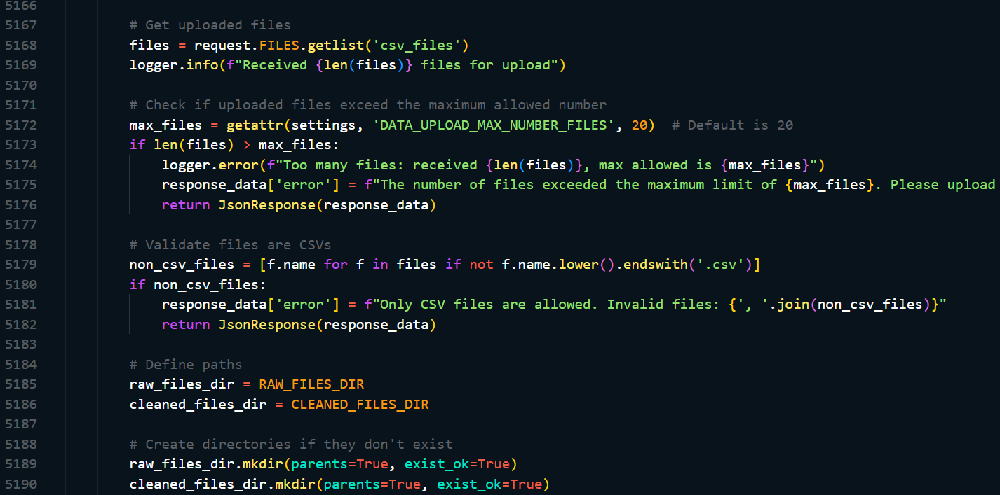 5166
5167 # Get uploaded files
5168 files = request.FILES.getlist('csv_files')
5169 logger.info(f"Received {len(files)} files for upload")
5170
5171 # Check if uploaded files exceed the maximum allowed number
5172 max_files = getattr(settings, 'DATA_UPLOAD_MAX_NUMBER_FILES', 20)  # Default is 20
5173 if len(files) > max_files:
5174     logger.error(f"Too many files: received {len(files)}, max allowed is {max_files}")
5175     response_data['error'] = f"The number of files exceeded the maximum limit of {max_files}. Please upload
5176     return JsonResponse(response_data)
5177
5178 # Validate files are CSVs
5179 non_csv_files = [f.name for f in files if not f.name.lower().endswith('.csv')]
5180 if non_csv_files:
5181     response_data['error'] = f"Only CSV files are allowed. Invalid files: {', '.join(non_csv_files)}"
5182     return JsonResponse(response_data)
5183
5184 # Define paths
5185 raw_files_dir = RAW_FILES_DIR
5186 cleaned_files_dir = CLEANED_FILES_DIR
5187
5188 # Create directories if they don't exist
5189 raw_files_dir.mkdir(parents=True, exist_ok=True)
5190 cleaned_files_dir.mkdir(parents=True, exist_ok=True)